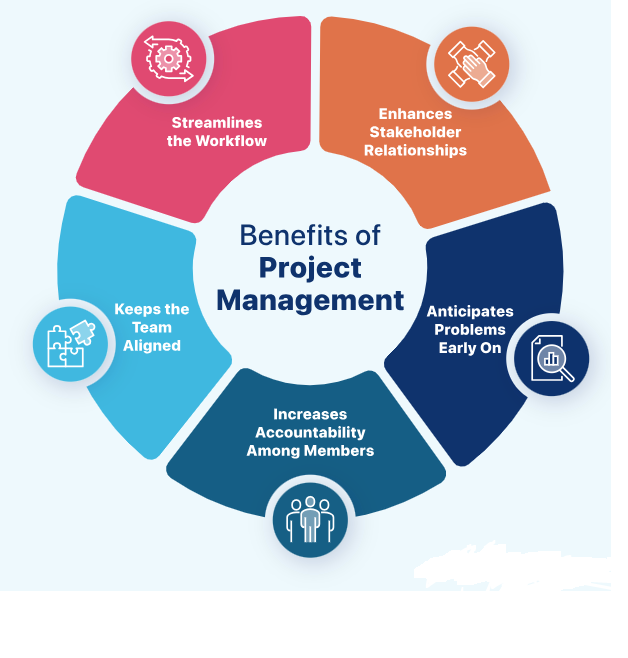 Benefits of
Project
Management
Enhances
Stakeholder
Relationships
Anticipates
Problems
Early On
Increases
Accountability
Among Members
Keeps the
Team
Aligned
Streamlines
the Workflow